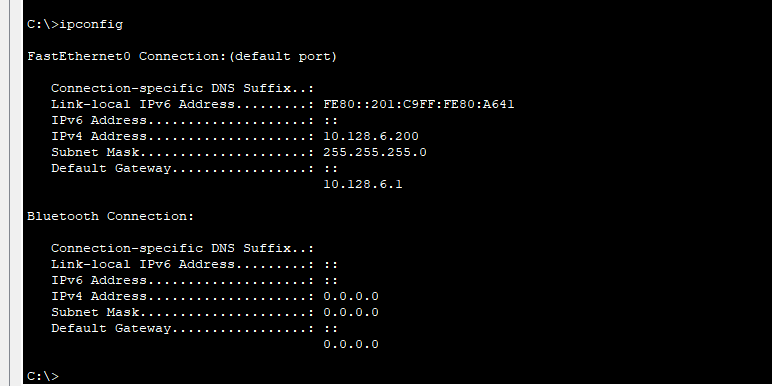 C:\>ipconfig
FastEthernet0 Connection:(default port)
Connection-specific DNS Suffix..:
Link-local IPv6 Address.........: FE80::201:C9FF:FE80:A641
IPv6 Address....................: ::
IPv4 Address....................: 10.128.6.200
Subnet Mask.....................: 255.255.255.0
Default Gateway.................: ::
10.128.6.1
Bluetooth Connection:
Connection-specific DNS Suffix..:
Link-local IPv6 Address.........: ::
IPv6 Address....................: ::
IPv4 Address....................: 0.0.0.0
Subnet Mask.....................: 0.0.0.0
Default Gateway.................: ::
0.0.0.0
C:\>